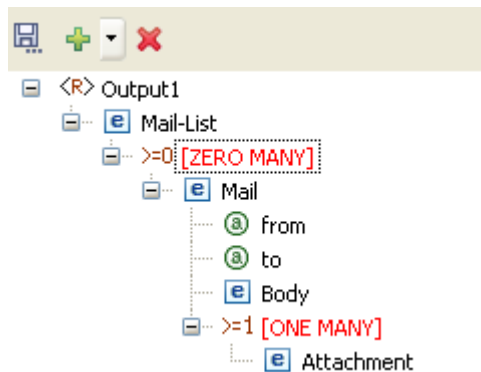 <R> Output1
e Mail-List
>=0 [ZERO MANY]
e Mail
a from
a to
e Body
>=1 [ONE MANY]
e Attachment